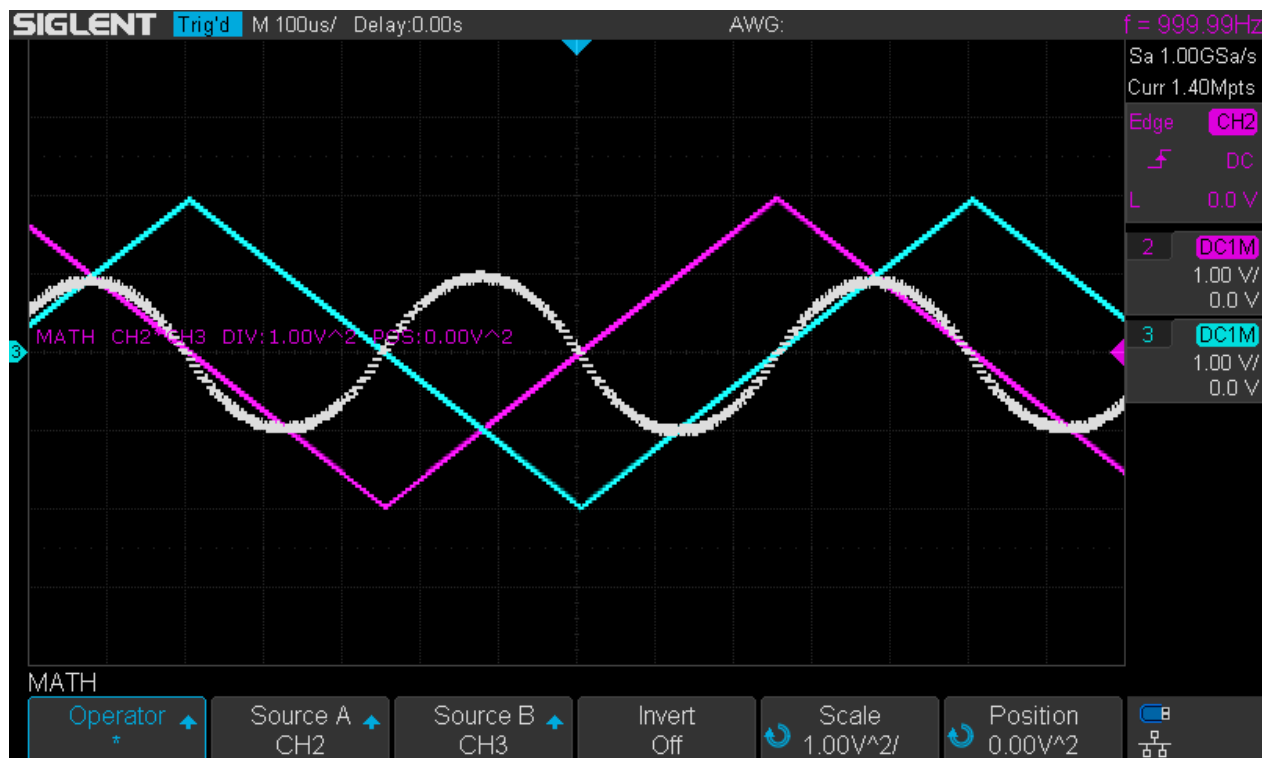 SIGLENT Trig'd M 100us/ Delay:0.00s AWG: f = 999.99Hz
Sa 1.00GSa/s
Curr 1.40Mpts
Edge CH2
DC
L 0.0 V
2 DC1M
1.00 V/
0.0 V
3 DC1M
1.00 V/
0.0 V
3
MATH CH2*CH3 DIV:1.00V^2 POS:0.00V^2
MATH
Operator Source A Source B Invert Scale Position
* CH2 CH3 Off 1.00V^2/ 0.00V^2